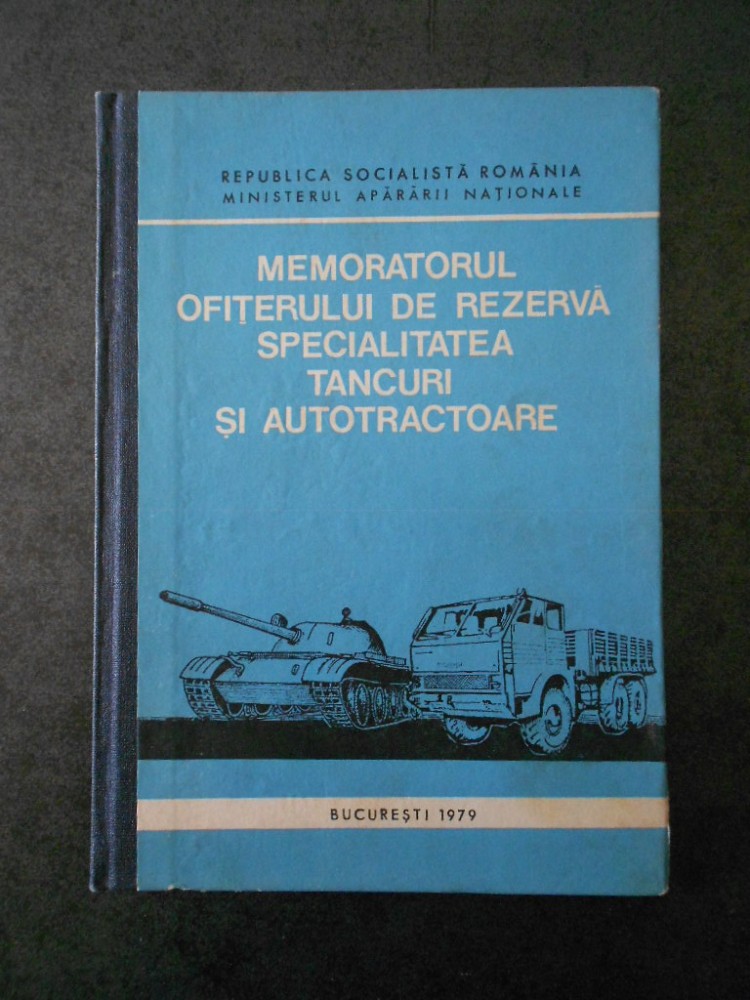 REPUBLICA SOCIALISTĂ ROMÂNIA
MINISTERUL APĂRĂRII NAȚIONALE
MEMORATORUL
OFIȚERULUI DE REZERVĂ
SPECIALITATEA
TANCURI
ȘI AUTOTRACTOARE
BUCUREȘTI 1979